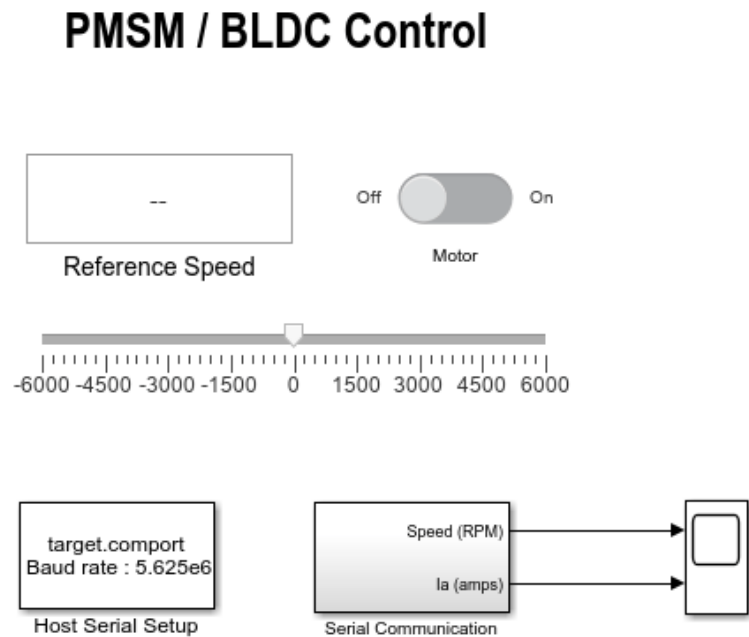 PMSM / BLDC Control
--
Off On
Reference Speed
Motor
-6000 -4500 -3000 -1500 0 1500 3000 4500 6000
target.comport
Baud rate : 5.625e6
Host Serial Setup
Speed (RPM)
Ia (amps)
Serial Communication